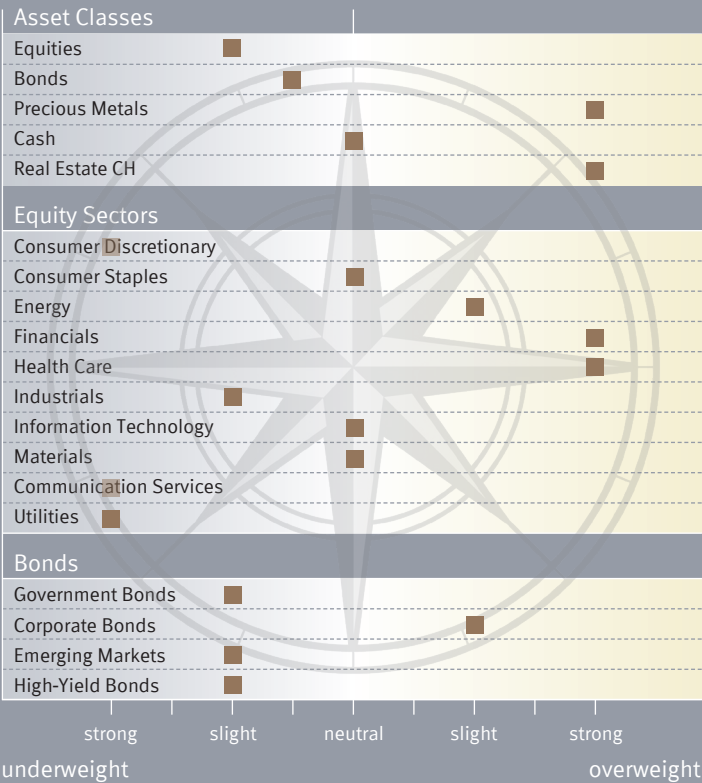 Asset Classes
Equities
Bonds
Precious Metals
Cash
Real Estate CH
Equity Sectors
Consumer Discretionary
Consumer Staples
Energy
Financials
Health Care
Industrials
Information Technology
Materials
Communication Services
Utilities
Bonds
Government Bonds
Corporate Bonds
Emerging Markets
High-Yield Bonds
strong slight neutral slight strong
underweight overweight